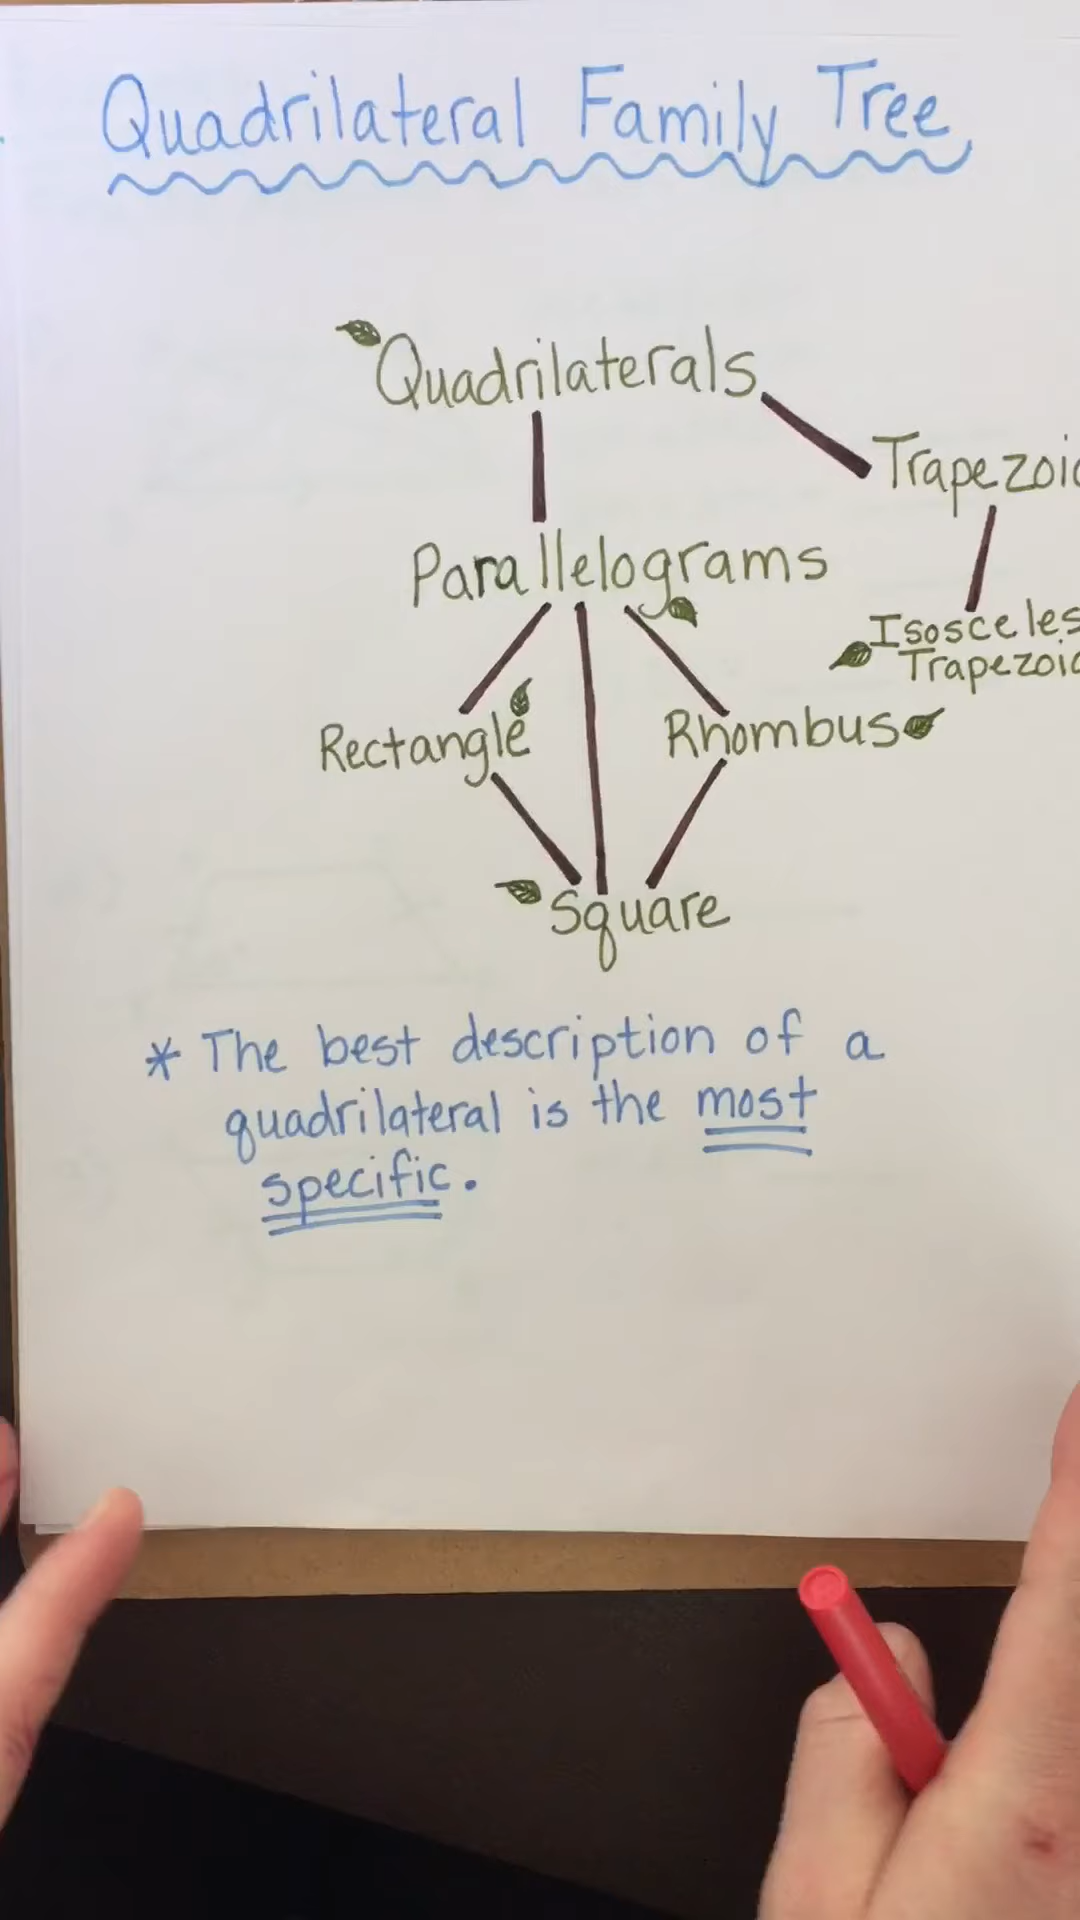 Quadrilateral Family Tree
Quadrilaterals
Trapezoi
Parallelograms
Isosceles
Trapezoi
Rectangle
Rhombus
Square
* The best description of a
quadrilateral is the most
specific.